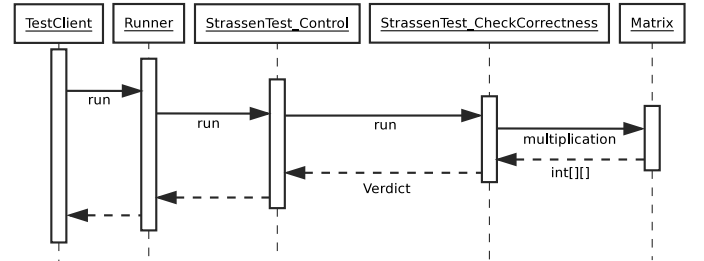 TestClient
Runner
StrassenTest_Control
StrassenTest_CheckCorrectness
Matrix
run
run
run
multiplication
int[][]
Verdict